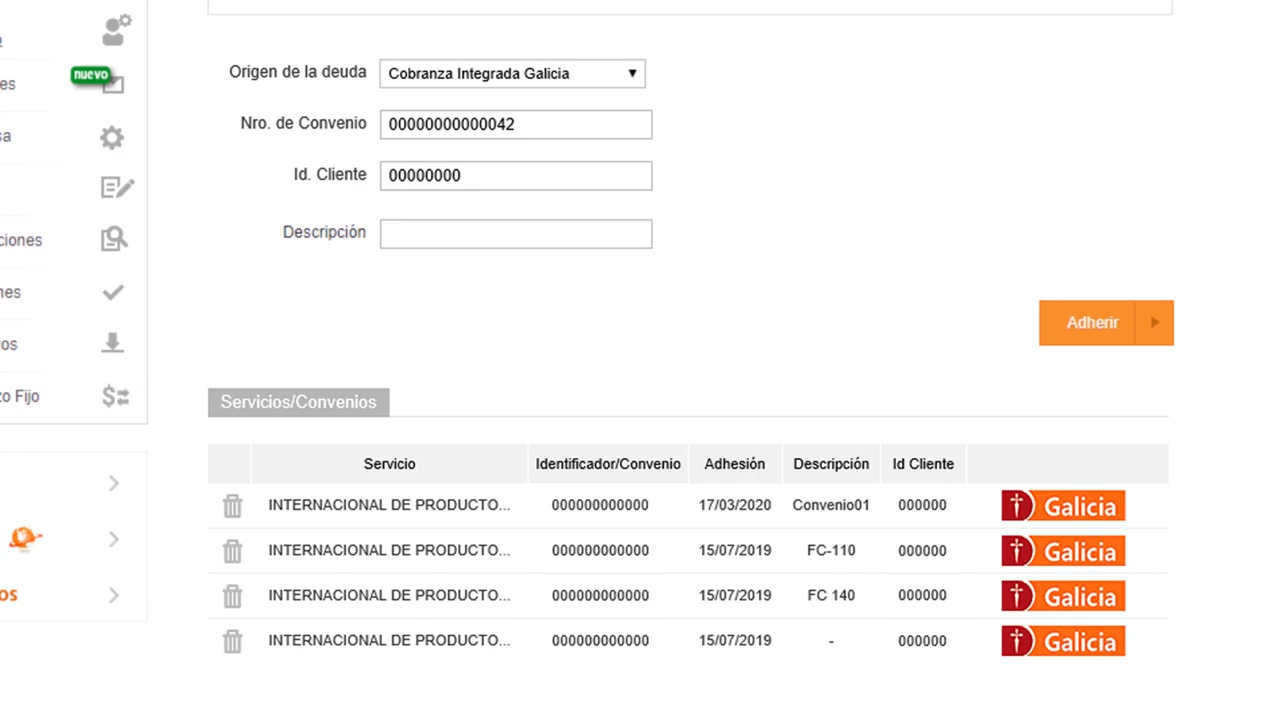 es
nuevo
sa
ciones
nes
ros
zo Fijo
os
Origen de la deuda Cobranza Integrada Galicia
Nro. de Convenio 00000000000042
Id. Cliente 00000000
Descripción
Adherir
Servicios/Convenios
Servicio Identificador/Convenio Adhesión Descripción Id Cliente
INTERNACIONAL DE PRODUCTO... 000000000000 17/03/2020 Convenio01 000000 Galicia
INTERNACIONAL DE PRODUCTO... 000000000000 15/07/2019 FC-110 000000 Galicia
INTERNACIONAL DE PRODUCTO... 000000000000 15/07/2019 FC 140 000000 Galicia
INTERNACIONAL DE PRODUCTO... 000000000000 15/07/2019 - 000000 Galicia